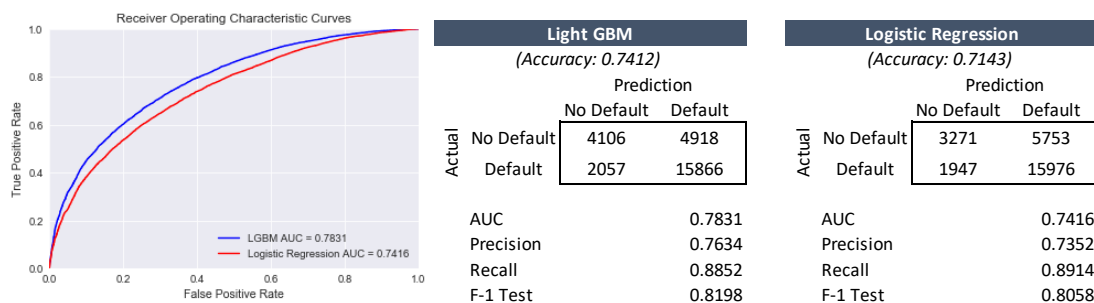 Receiver Operating Characteristic Curves
1.0
0.8
0.6
0.4
0.2
0.0
True Positive Rate
0.0 0.2 0.4 0.6 0.8 1.0
False Positive Rate
LGBM AUC = 0.7831
Logistic Regression AUC = 0.7416
Light GBM
(Accuracy: 0.7412)
Prediction
No Default Default
Actual
No Default 4106 4918
Default 2057 15866
AUC 0.7831
Precision 0.7634
Recall 0.8852
F-1 Test 0.8198
Logistic Regression
(Accuracy: 0.7143)
Prediction
No Default Default
Actual
No Default 3271 5753
Default 1947 15976
AUC 0.7416
Precision 0.7352
Recall 0.8914
F-1 Test 0.8058